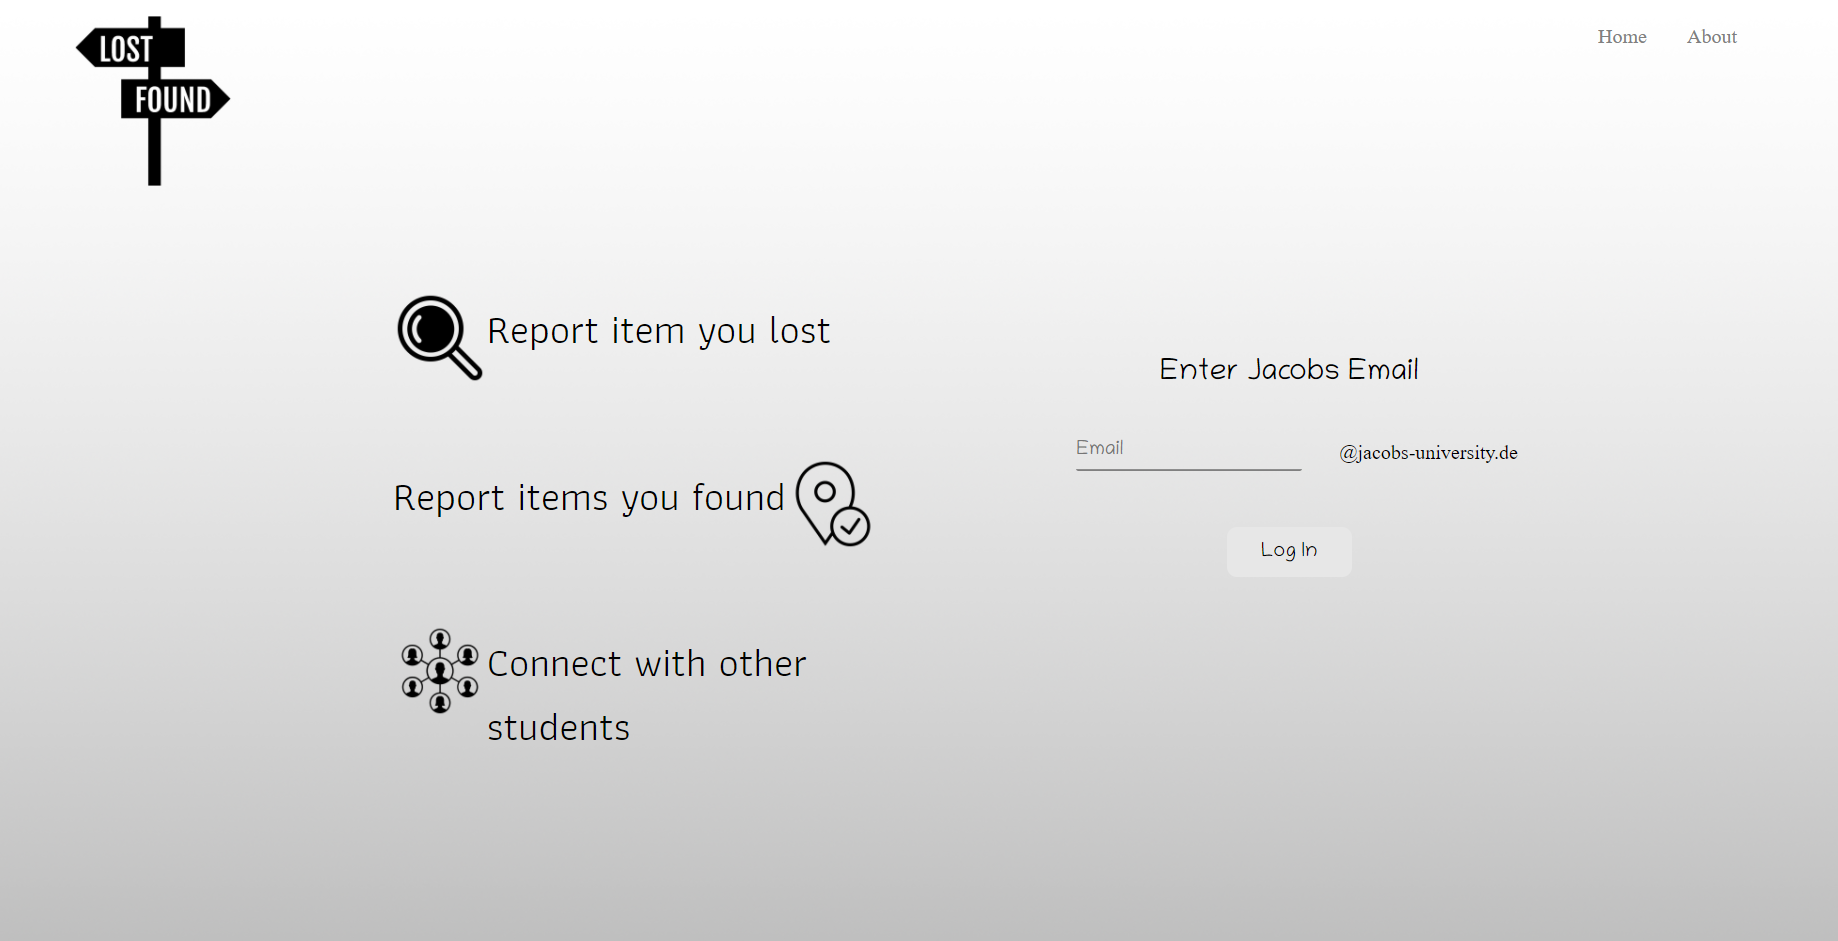 LOST
FOUND
Home
About
Report item you lost
Report items you found
Connect with other
students
Enter Jacobs Email
Email
@jacobs-university.de
Log In